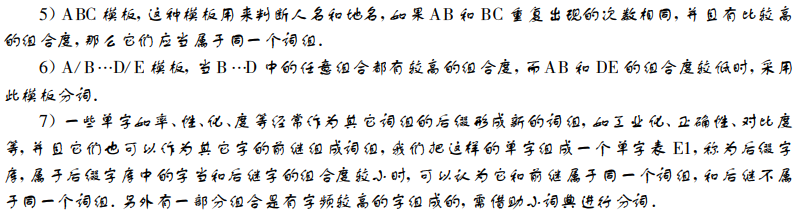 5) ABC 模板, 这种模板用来判断人名和地名, 如果 AB 和 BC 重复出现的次数相同, 并且有比较高
的组合度, 那么它们应当属于同一个词组.
6) A/B…D/E 模板, 当 B…D 中的任意组合都有较高的组合度, 而 AB 和 DE 的组合度较低时, 采用
此模板分词.
7) 一些单字如率、性、化、度等经常作为其它词组的后缀形成新的词组, 如工业化、正确性、对比度
等, 并且它们也可以作为其它字的前继组成词组, 我们把这样的单字组成一个单字表 E1, 称为后缀字
库, 属于后缀字库中的字当和后继字的组合度较小时, 可以认为它和前继属于同一个词组, 和后继不属
于同一个词组. 另外有一部分组合是有字频较高的字组成的, 需借助小词典进行分词.